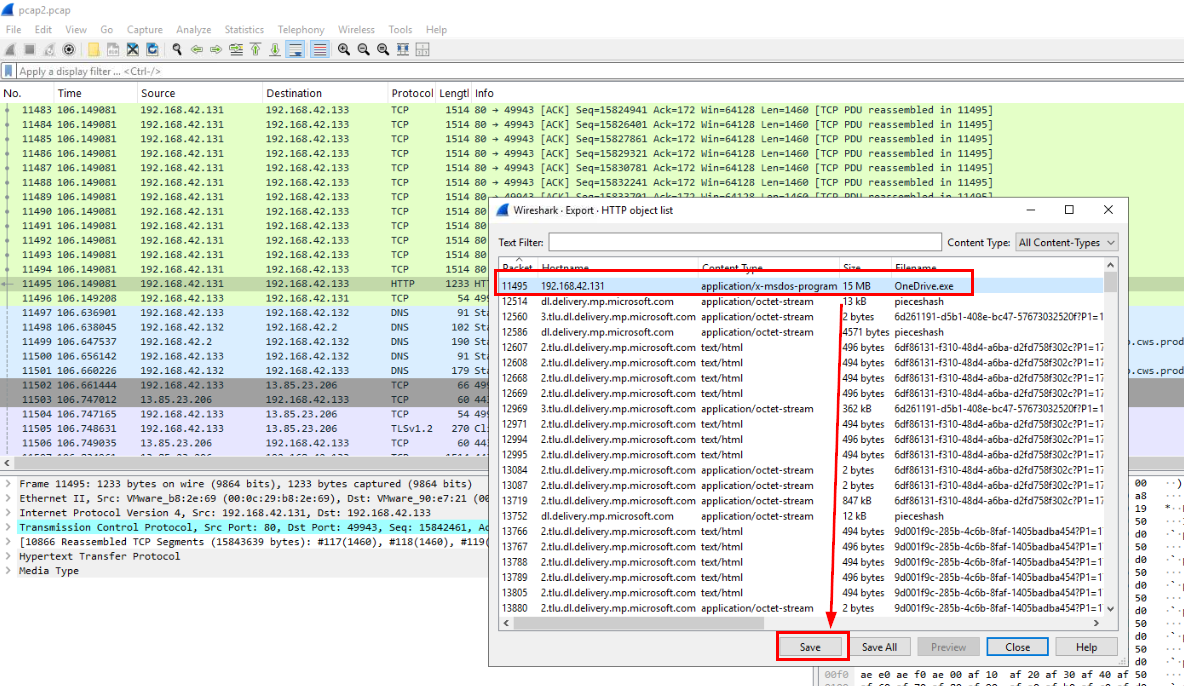 pcap2.pcap
File Edit View Go Capture Analyze Statistics Telephony Wireless Tools Help
Apply a display filter ... <Ctrl-/>
No. Time Source Destination Protocol Lengtl Info
11483 106.149081 192.168.42.131 192.168.42.133 TCP 1514 80 → 49943 [ACK] Seq=15824941 Ack=172 Win=64128 Len=1460 [TCP PDU reassembled in 11495]
11484 106.149081 192.168.42.131 192.168.42.133 TCP 1514 80 → 49943 [ACK] Seq=15826401 Ack=172 Win=64128 Len=1460 [TCP PDU reassembled in 11495]
11485 106.149081 192.168.42.131 192.168.42.133 TCP 1514 80 → 49943 [ACK] Seq=15827861 Ack=172 Win=64128 Len=1460 [TCP PDU reassembled in 11495]
11486 106.149081 192.168.42.131 192.168.42.133 TCP 1514 80 → 49943 [ACK] Seq=15829321 Ack=172 Win=64128 Len=1460 [TCP PDU reassembled in 11495]
11487 106.149081 192.168.42.131 192.168.42.133 TCP 1514 80 → 49943 [ACK] Seq=15830781 Ack=172 Win=64128 Len=1460 [TCP PDU reassembled in 11495]
11488 106.149081 192.168.42.131 192.168.42.133 TCP 1514 80 → 49943 [ACK] Seq=15832241 Ack=172 Win=64128 Len=1460 [TCP PDU reassembled in 11495]
11489 106.149081 192.168.42.131 192.168.42.133 TCP 1514 80 → 49943 [ACK] Seq=15833701 Ack=172 Win=64128 Len=1460 [TCP PDU reassembled in 11495]
11490 106.149081 192.168.42.131 192.168.42.133 TCP 1514 80
11491 106.149081 192.168.42.131 192.168.42.133 TCP 1514 80
11492 106.149081 192.168.42.131 192.168.42.133 TCP 1514 80
11493 106.149081 192.168.42.131 192.168.42.133 TCP 1514 80
11494 106.149081 192.168.42.131 192.168.42.133 TCP 1514 80
11495 106.149081 192.168.42.131 192.168.42.133 HTTP 1233 80
11496 106.149208 192.168.42.133 192.168.42.131 TCP 54 499
11497 106.636901 192.168.42.133 192.168.42.132 DNS 91 Sta
11498 106.638045 192.168.42.132 192.168.42.2 DNS 102 Sta
11499 106.647537 192.168.42.2 192.168.42.132 DNS 190 Sta
11500 106.656142 192.168.42.133 192.168.42.132 DNS 91 Sta
11501 106.660226 192.168.42.132 192.168.42.133 DNS 179 Sta
11502 106.661444 192.168.42.133 13.85.23.206 TCP 66 499
11503 106.747012 13.85.23.206 192.168.42.133 TCP 60 443
11504 106.747165 192.168.42.133 13.85.23.206 TCP 54 499
11505 106.748631 192.168.42.133 13.85.23.206 TLSv1.2 270 Cli
11506 106.749035 13.85.23.206 192.168.42.133 TCP 60 443
Wireshark · Export · HTTP object list
Text Filter: Content Type: All Content-Types
Packet Hostname Content Type Size Filename
11495 192.168.42.131 application/x-msdos-program 15 MB OneDrive.exe
12514 dl.delivery.mp.microsoft.com application/octet-stream 13 kB pieceshash
12560 3.tlu.dl.delivery.mp.microsoft.com application/octet-stream 2 bytes 6d261191-d5b1-408e-bc47-57673032520f?P1=1
12586 dl.delivery.mp.microsoft.com application/octet-stream 4571 bytes pieceshash
12607 2.tlu.dl.delivery.mp.microsoft.com text/html 496 bytes 6df86131-f310-48d4-a6ba-d2fd758f302c?P1=17
12608 2.tlu.dl.delivery.mp.microsoft.com text/html 494 bytes 6df86131-f310-48d4-a6ba-d2fd758f302c?P1=17
12668 2.tlu.dl.delivery.mp.microsoft.com text/html 494 bytes 6df86131-f310-48d4-a6ba-d2fd758f302c?P1=17
12669 2.tlu.dl.delivery.mp.microsoft.com text/html 496 bytes 6df86131-f310-48d4-a6ba-d2fd758f302c?P1=17
12969 3.tlu.dl.delivery.mp.microsoft.com application/octet-stream 362 kB 6d261191-d5b1-408e-bc47-57673032520f?P1=1
12971 2.tlu.dl.delivery.mp.microsoft.com text/html 494 bytes 6df86131-f310-48d4-a6ba-d2fd758f302c?P1=17
12994 2.tlu.dl.delivery.mp.microsoft.com text/html 496 bytes 6df86131-f310-48d4-a6ba-d2fd758f302c?P1=17
12995 2.tlu.dl.delivery.mp.microsoft.com text/html 494 bytes 6df86131-f310-48d4-a6ba-d2fd758f302c?P1=17
13084 2.tlu.dl.delivery.mp.microsoft.com application/octet-stream 2 bytes 6df86131-f310-48d4-a6ba-d2fd758f302c?P1=17
13087 2.tlu.dl.delivery.mp.microsoft.com application/octet-stream 2 bytes 6df86131-f310-48d4-a6ba-d2fd758f302c?P1=17
13719 2.tlu.dl.delivery.mp.microsoft.com application/octet-stream 847 kB 6df86131-f310-48d4-a6ba-d2fd758f302c?P1=17
13752 dl.delivery.mp.microsoft.com application/octet-stream 12 kB pieceshash
13766 2.tlu.dl.delivery.mp.microsoft.com text/html 494 bytes 9d001f9c-285b-4c6b-8faf-1405badba454?P1=1
13767 2.tlu.dl.delivery.mp.microsoft.com text/html 496 bytes 9d001f9c-285b-4c6b-8faf-1405badba454?P1=1
13788 2.tlu.dl.delivery.mp.microsoft.com text/html 494 bytes 9d001f9c-285b-4c6b-8faf-1405badba454?P1=1
13789 2.tlu.dl.delivery.mp.microsoft.com text/html 496 bytes 9d001f9c-285b-4c6b-8faf-1405badba454?P1=1
13805 2.tlu.dl.delivery.mp.microsoft.com text/html 494 bytes 9d001f9c-285b-4c6b-8faf-1405badba454?P1=1
13880 2.tlu.dl.delivery.mp.microsoft.com application/octet-stream 2 bytes 9d001f9c-285b-4c6b-8faf-1405badba454?P1=1
Save Save All Preview Close Help
.cws.prod
.cws.prod
Frame 11495: 1233 bytes on wire (9864 bits), 1233 bytes captured (9864 bits)
Ethernet II, Src: VMware_b8:2e:69 (00:0c:29:b8:2e:69), Dst: VMware_90:e7:21 (00
Internet Protocol Version 4, Src: 192.168.42.131, Dst: 192.168.42.133
Transmission Control Protocol, Src Port: 80, Dst Port: 49943, Seq: 15842461, Ac
[10866 Reassembled TCP Segments (15843639 bytes): #117(1460), #118(1460), #119(
Hypertext Transfer Protocol
Media Type
00f0 ae e0 ae f0 ae 00 af 10 af 20 af 30 af 40 af 50